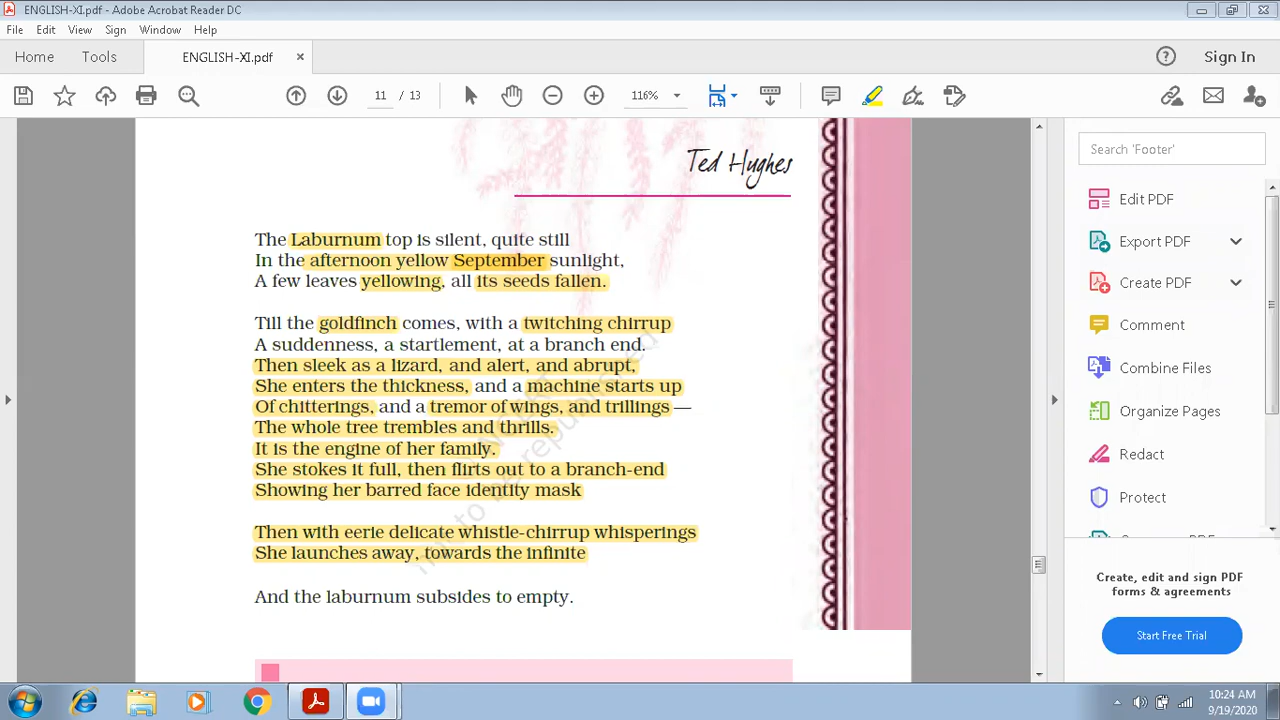 ENGLISH-XI.pdf - Adobe Acrobat Reader DC
File Edit View Sign Window Help
Home Tools ENGLISH-XI.pdf × ? Sign In
11 / 13 116%
Ted Hughes
Search 'Footer'
The Laburnum top is silent, quite still
In the afternoon yellow September sunlight,
A few leaves yellowing, all its seeds fallen.
Till the goldfinch comes, with a twitching chirrup
A suddenness, a startlement, at a branch end.
Then sleek as a lizard, and alert, and abrupt,
She enters the thickness, and a machine starts up
Of chitterings, and a tremor of wings, and trillings —
The whole tree trembles and thrills.
It is the engine of her family.
She stokes it full, then flirts out to a branch-end
Showing her barred face identity mask
Then with eerie delicate whistle-chirrup whisperings
She launches away, towards the infinite
And the laburnum subsides to empty.
not to be republished
Edit PDF
Export PDF
Create PDF
Comment
Combine Files
Organize Pages
Redact
Protect
Create, edit and sign PDF
forms & agreements
Start Free Trial
10:24 AM
9/19/2020